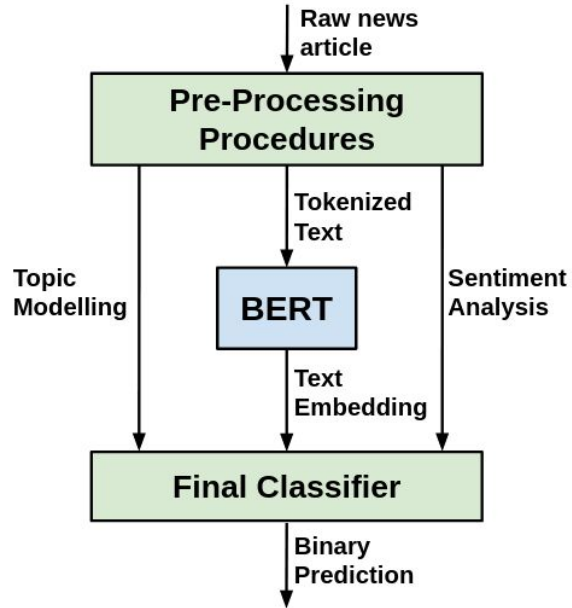 Raw news
article
Pre-Processing
Procedures
Tokenized
Text
Topic
Modelling
BERT
Sentiment
Analysis
Text
Embedding
Final Classifier
Binary
Prediction